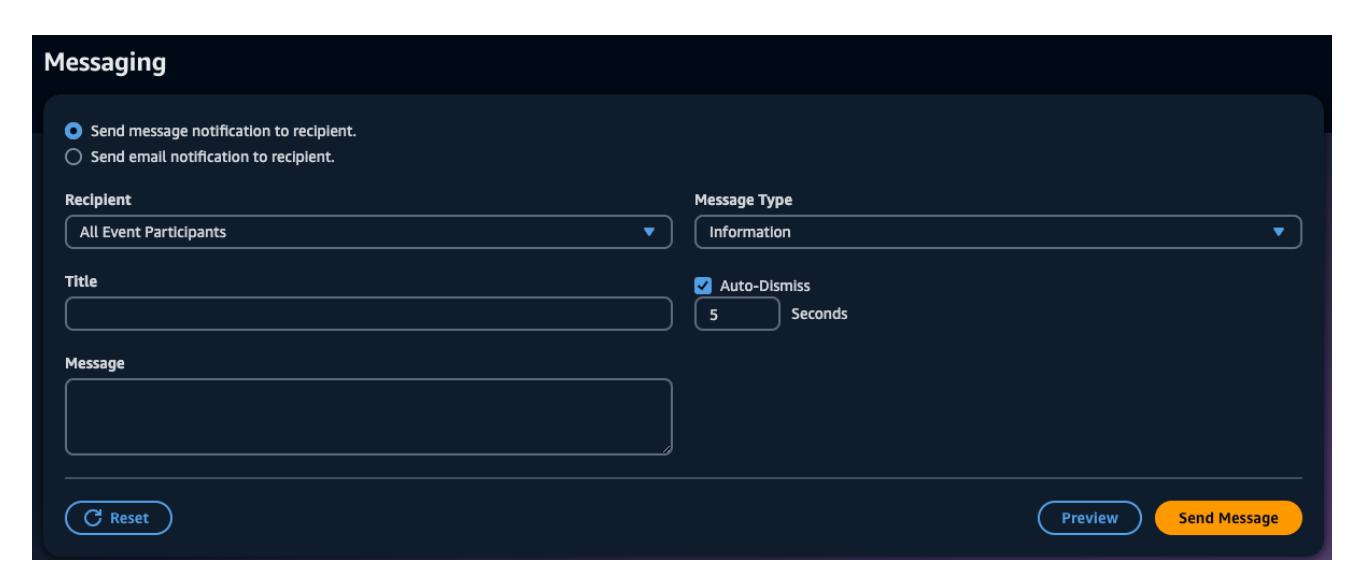 Messaging
Send message notification to recipient.
Send email notification to recipient.
Recipient
Message Type
All Event Participants
Information
Title
Auto-Dismiss
5 Seconds
Message
Reset
Preview
Send Message